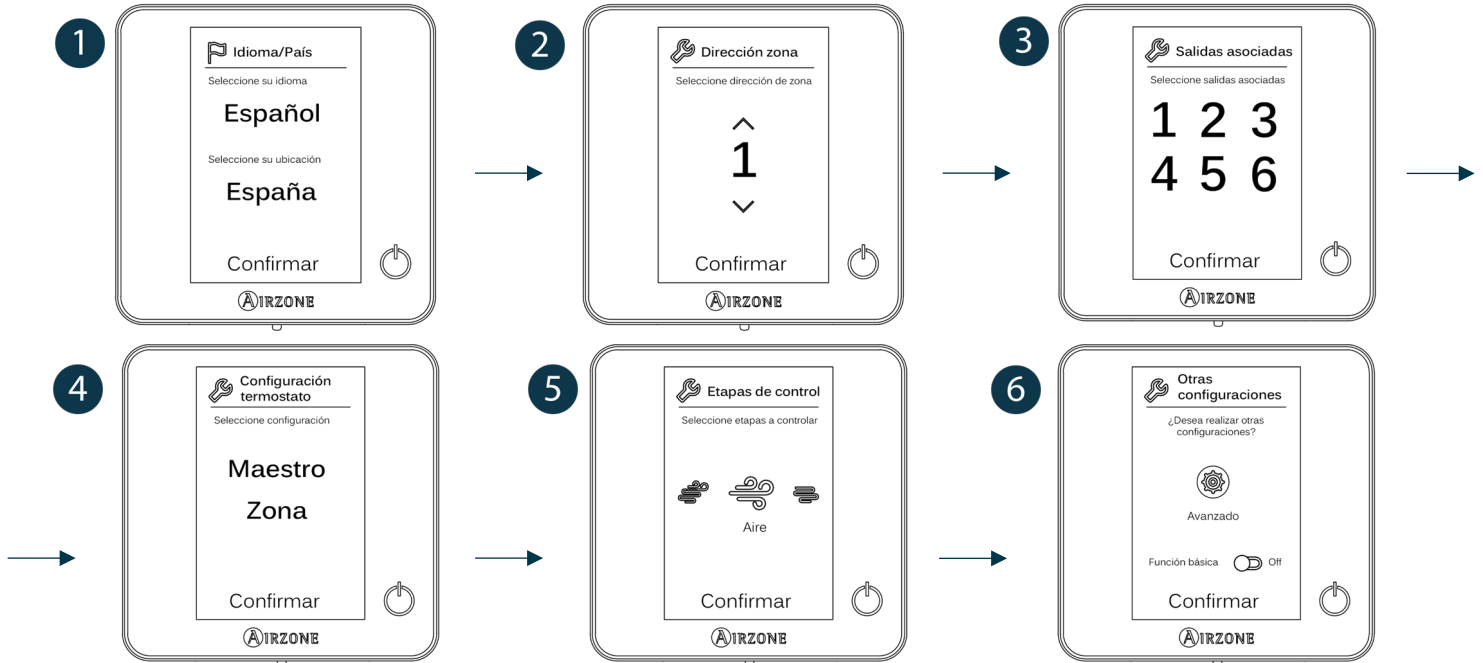 1
Idioma/País
Seleccione su idioma
Español
Seleccione su ubicación
España
Confirmar
AIRZONE
2
Dirección zona
Seleccione dirección de zona
1
Confirmar
AIRZONE
3
Salidas asociadas
Seleccione salidas asociadas
1 2 3
4 5 6
Confirmar
AIRZONE
4
Configuración
termostato
Seleccione configuración
Maestro
Zona
Confirmar
AIRZONE
5
Etapas de control
Seleccione etapas a controlar
Aire
Confirmar
AIRZONE
6
Otras
configuraciones
¿Desea realizar otras
configuraciones?
Avanzado
Función básica Off
Confirmar
AIRZONE